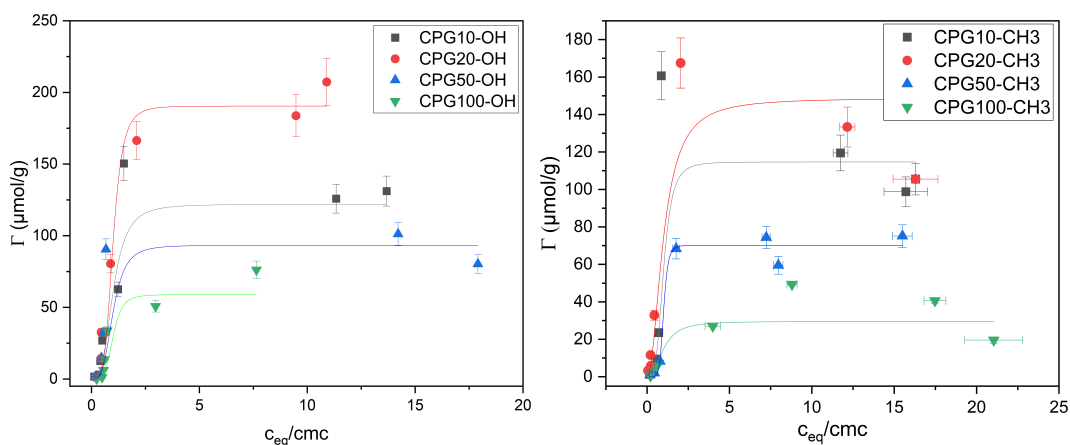 250
200
150
100
50
0
Γ (μmol/g)
0
5
10
15
20
c_eq/cmc
CPG10-OH
CPG20-OH
CPG50-OH
CPG100-OH
180
160
140
120
100
80
60
40
20
0
Γ (μmol/g)
0
5
10
15
20
25
c_eq/cmc
CPG10-CH3
CPG20-CH3
CPG50-CH3
CPG100-CH3